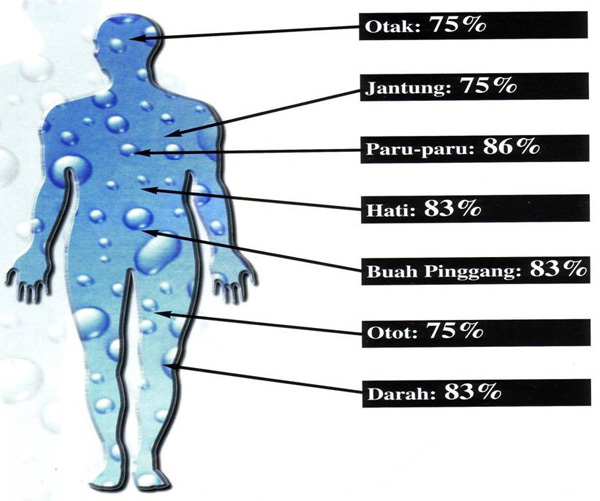 Otak: 75%
Jantung: 75%
Paru-paru: 86%
Hati: 83%
Buah Pinggang: 83%
Otot: 75%
Darah: 83%